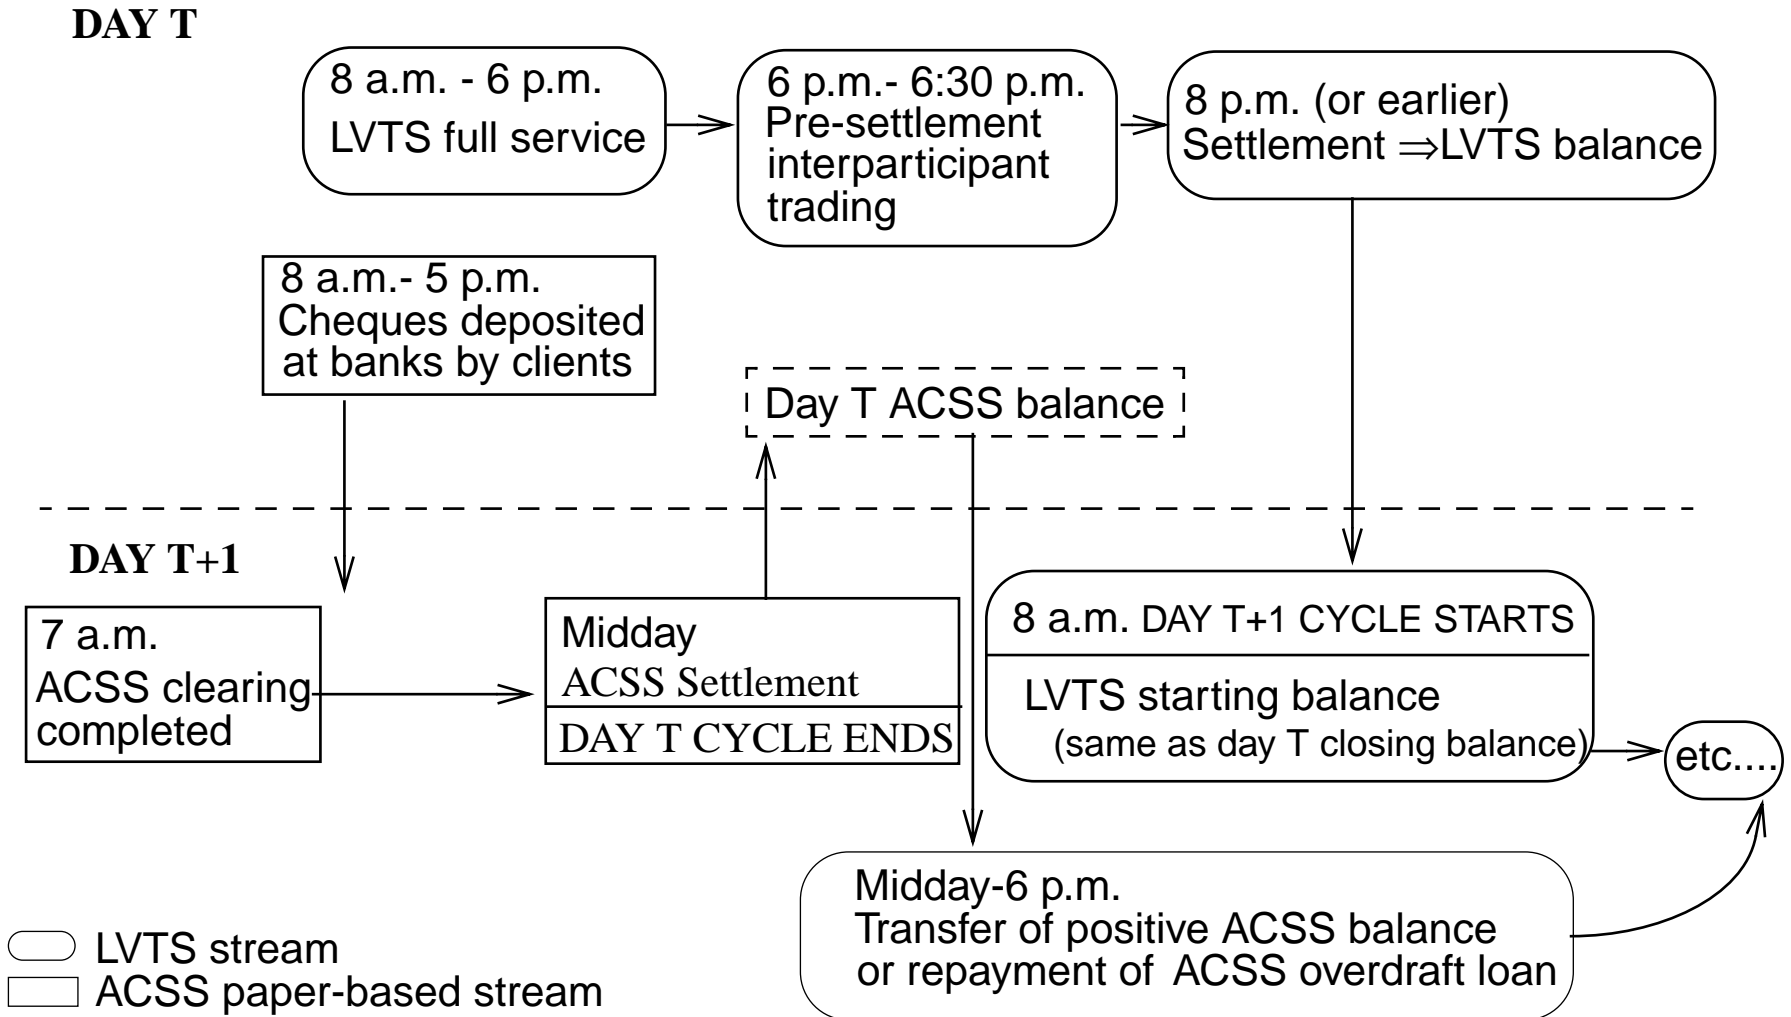 DAY T
8 a.m. - 6 p.m.
LVTS full service
6 p.m.- 6:30 p.m.
Pre-settlement
interparticipant
trading
8 p.m. (or earlier)
Settlement ⇒LVTS balance
8 a.m.- 5 p.m.
Cheques deposited
at banks by clients
Day T ACSS balance
DAY T+1
7 a.m.
ACSS clearing
completed
Midday
ACSS Settlement
DAY T CYCLE ENDS
8 a.m. DAY T+1 CYCLE STARTS
LVTS starting balance
(same as day T closing balance)
etc....
Midday-6 p.m.
Transfer of positive ACSS balance
or repayment of ACSS overdraft loan
LVTS stream
ACSS paper-based stream